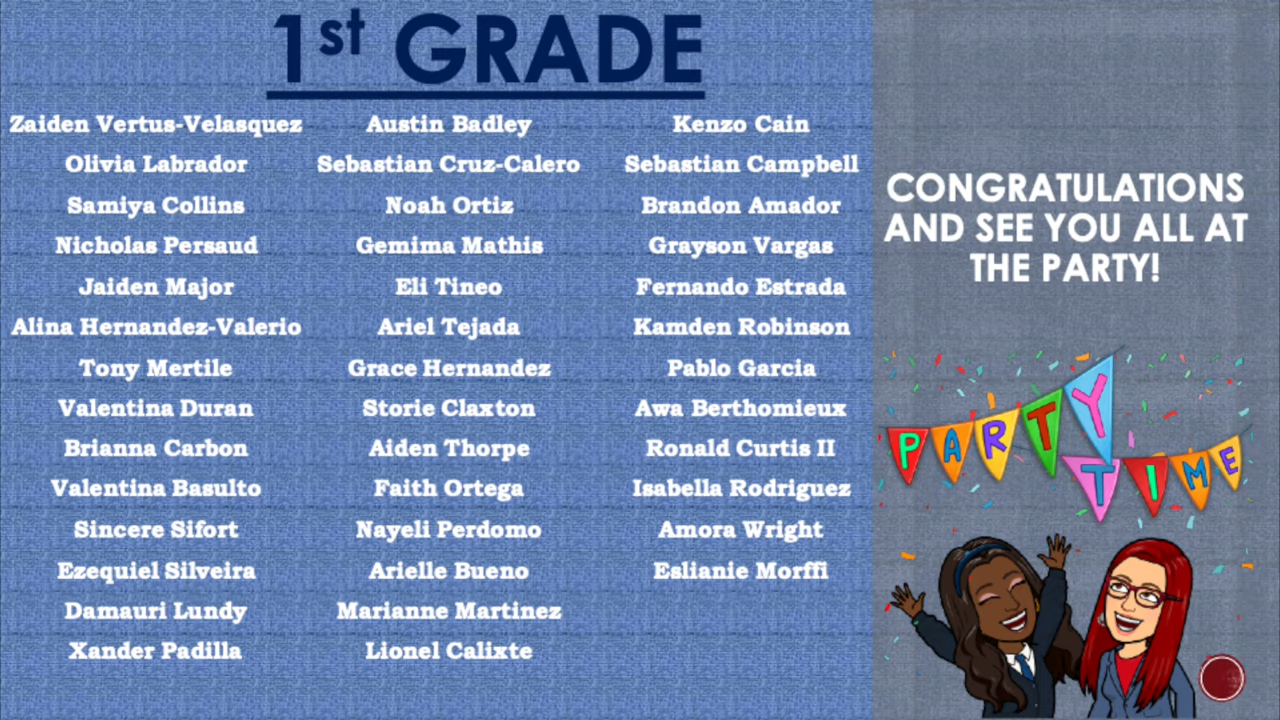 1st GRADE
Zaiden Vertus-Velasquez
Olivia Labrador
Samiya Collins
Nicholas Persaud
Jaiden Major
Alina Hernandez-Valerio
Tony Mertile
Valentina Duran
Brianna Carbon
Valentina Basulto
Sincere Sifort
Ezequiel Silveira
Damauri Lundy
Xander Padilla
Austin Badley
Sebastian Cruz-Calero
Noah Ortiz
Gemima Mathis
Eli Tineo
Ariel Tejada
Grace Hernandez
Storie Claxton
Aiden Thorpe
Faith Ortega
Nayeli Perdomo
Arielle Bueno
Marianne Martinez
Lionel Calixte
Kenzo Cain
Sebastian Campbell
Brandon Amador
Grayson Vargas
Fernando Estrada
Kamden Robinson
Pablo Garcia
Awa Berthomieux
Ronald Curtis II
Isabella Rodriguez
Amora Wright
Eslianie Morffi
CONGRATULATIONS
AND SEE YOU ALL AT
THE PARTY!
PARTY
TIME